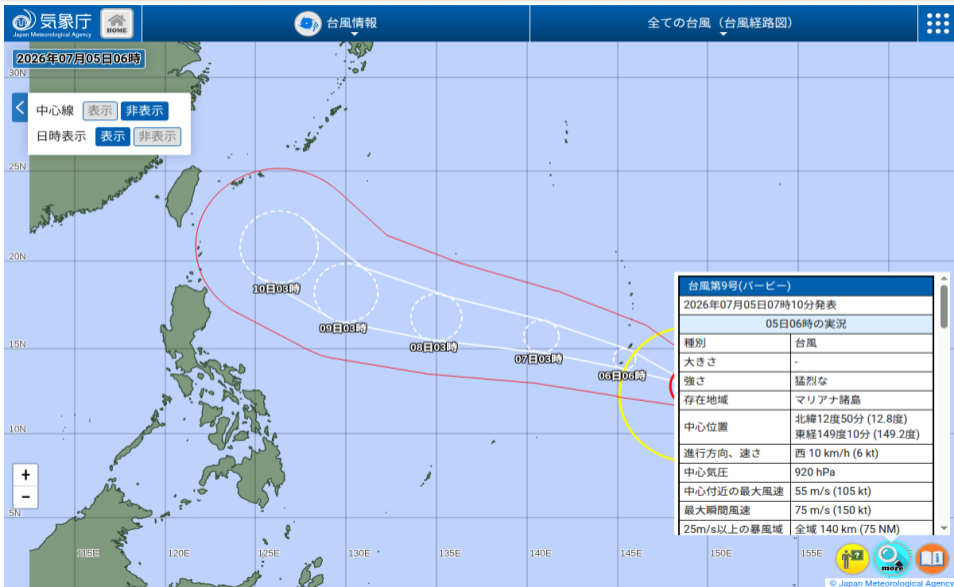 気象庁
Japan Meteorological Agency
HOME
台風情報
全ての台風（台風経路図）
2026年07月05日06時
30N
中心線 表示 非表示
日時表示 表示 非表示
25N
20N
15N
10N
5N
115E
120E
125E
130E
135E
140E
145E
150E
155E
10日03時
09日03時
08日03時
07日03時
06日06時
台風第9号(バービー)
2026年07月05日07時10分発表
05日06時の実況
種別 台風
大きさ -
強さ 猛烈な
存在地域 マリアナ諸島
中心位置 北緯12度50分 (12.8度)
東経149度10分 (149.2度)
進行方向、速さ 西 10 km/h (6 kt)
中心気圧 920 hPa
中心付近の最大風速 55 m/s (105 kt)
最大瞬間風速 75 m/s (150 kt)
25m/s以上の暴風域 全域 140 km (75 NM)
+
−
?
more
i
© Japan Meteorological Agency